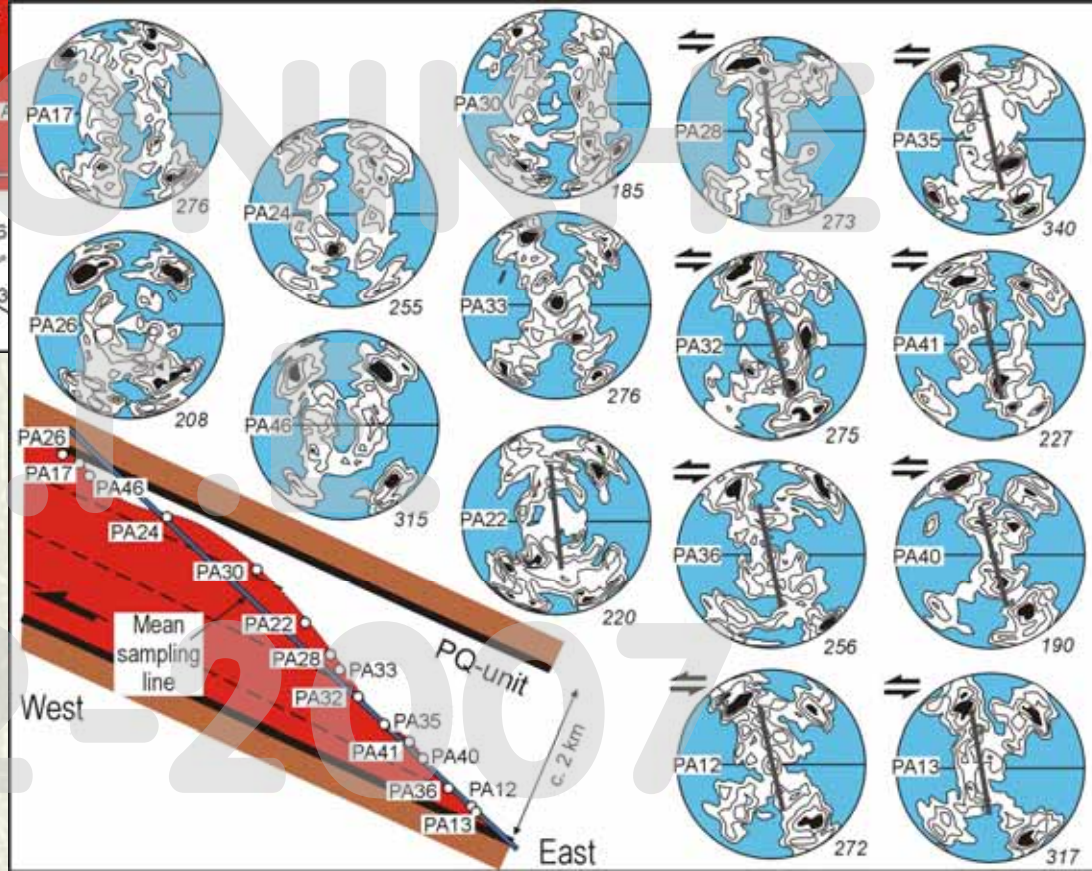 PA17
276
PA30
185
PA28
273
PA35
340
PA24
255
PA26
208
PA33
276
PA32
275
PA41
227
PA46
315
PA22
220
PA36
256
PA40
190
PA12
272
PA13
317
PA26
PA17
PA46
PA24
PA30
PA22
PA28
PA33
PA32
PA35
PA41
PA40
PA36
PA12
PA13
Mean
sampling
line
PQ-unit
c. 2 km
West
East
2007